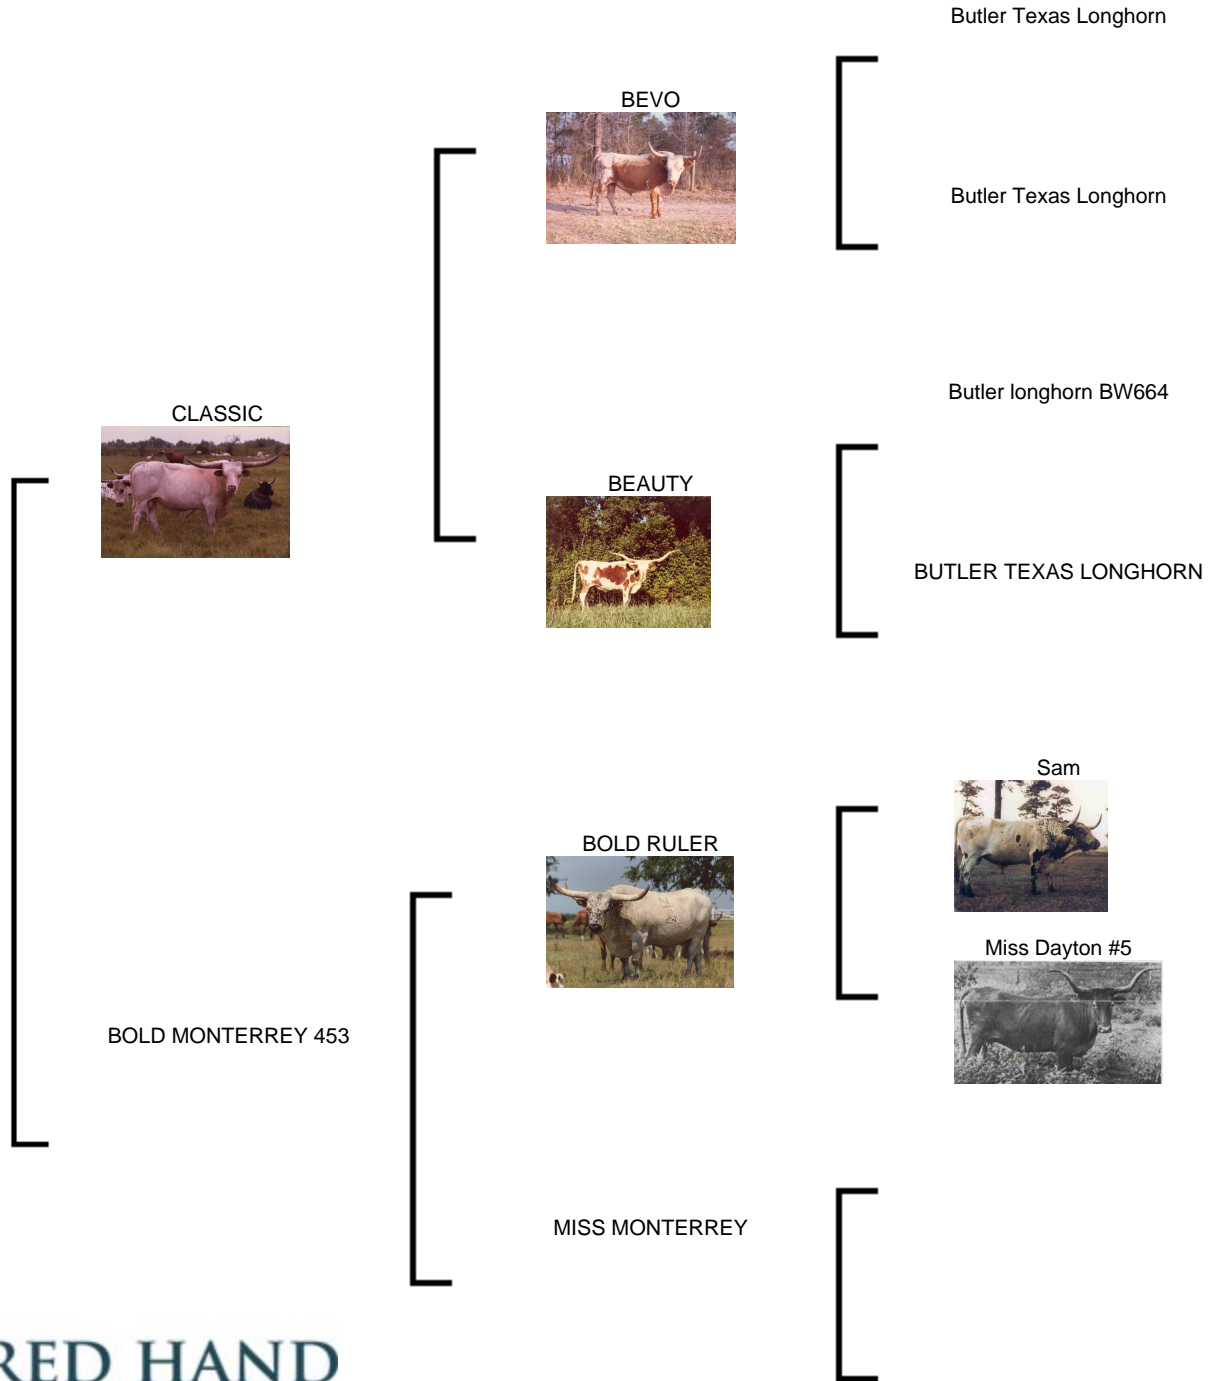 Butler Texas Longhorn
BEVO
Butler Texas Longhorn
Butler longhorn BW664
CLASSIC
BEAUTY
BUTLER TEXAS LONGHORN
Sam
BOLD RULER
Miss Dayton #5
BOLD MONTERREY 453
MISS MONTERREY
RED HAND